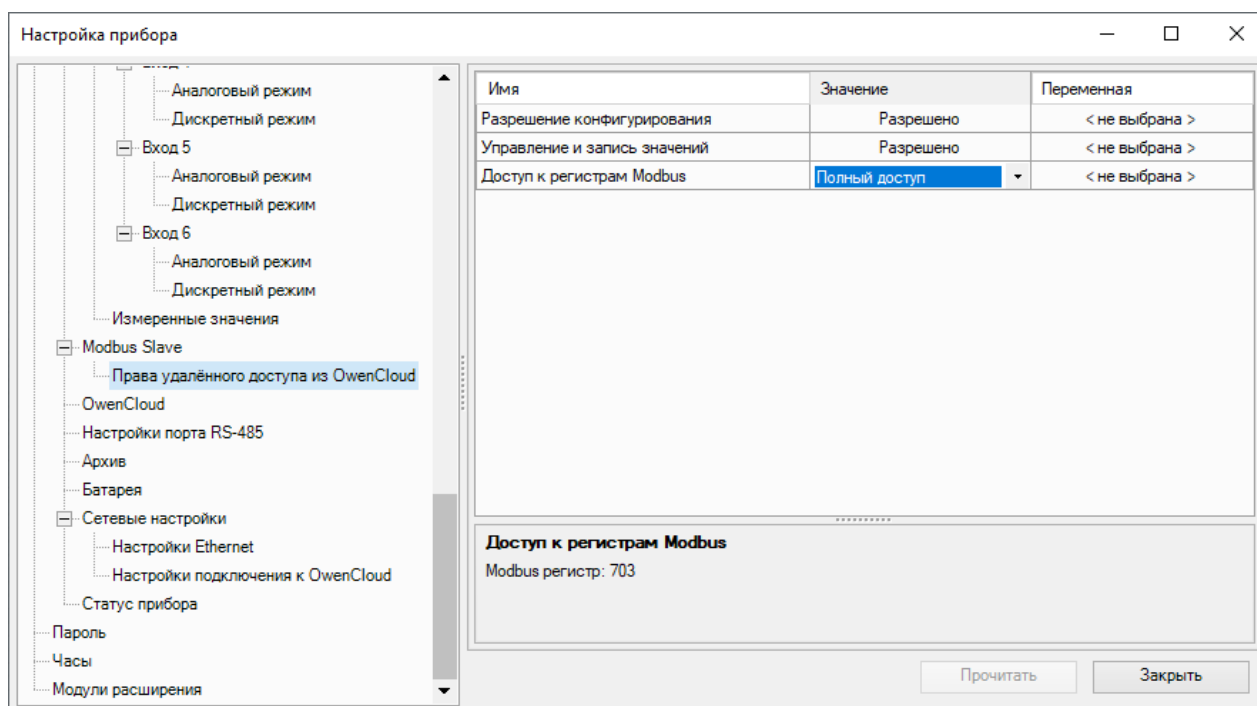 Настройка прибора
Аналоговый режим
Дискретный режим
Вход 5
Аналоговый режим
Дискретный режим
Вход 6
Аналоговый режим
Дискретный режим
Измеренные значения
Modbus Slave
Права удалённого доступа из OwenCloud
OwenCloud
Настройки порта RS-485
Архив
Батарея
Сетевые настройки
Настройки Ethernet
Настройки подключения к OwenCloud
Статус прибора
Пароль
Часы
Модули расширения
Имя Значение Переменная
Разрешение конфигурирования Разрешено < не выбрана >
Управление и запись значений Разрешено < не выбрана >
Доступ к регистрам Modbus Полный доступ < не выбрана >
Доступ к регистрам Modbus
Modbus регистр: 703
Прочитать Закрыть